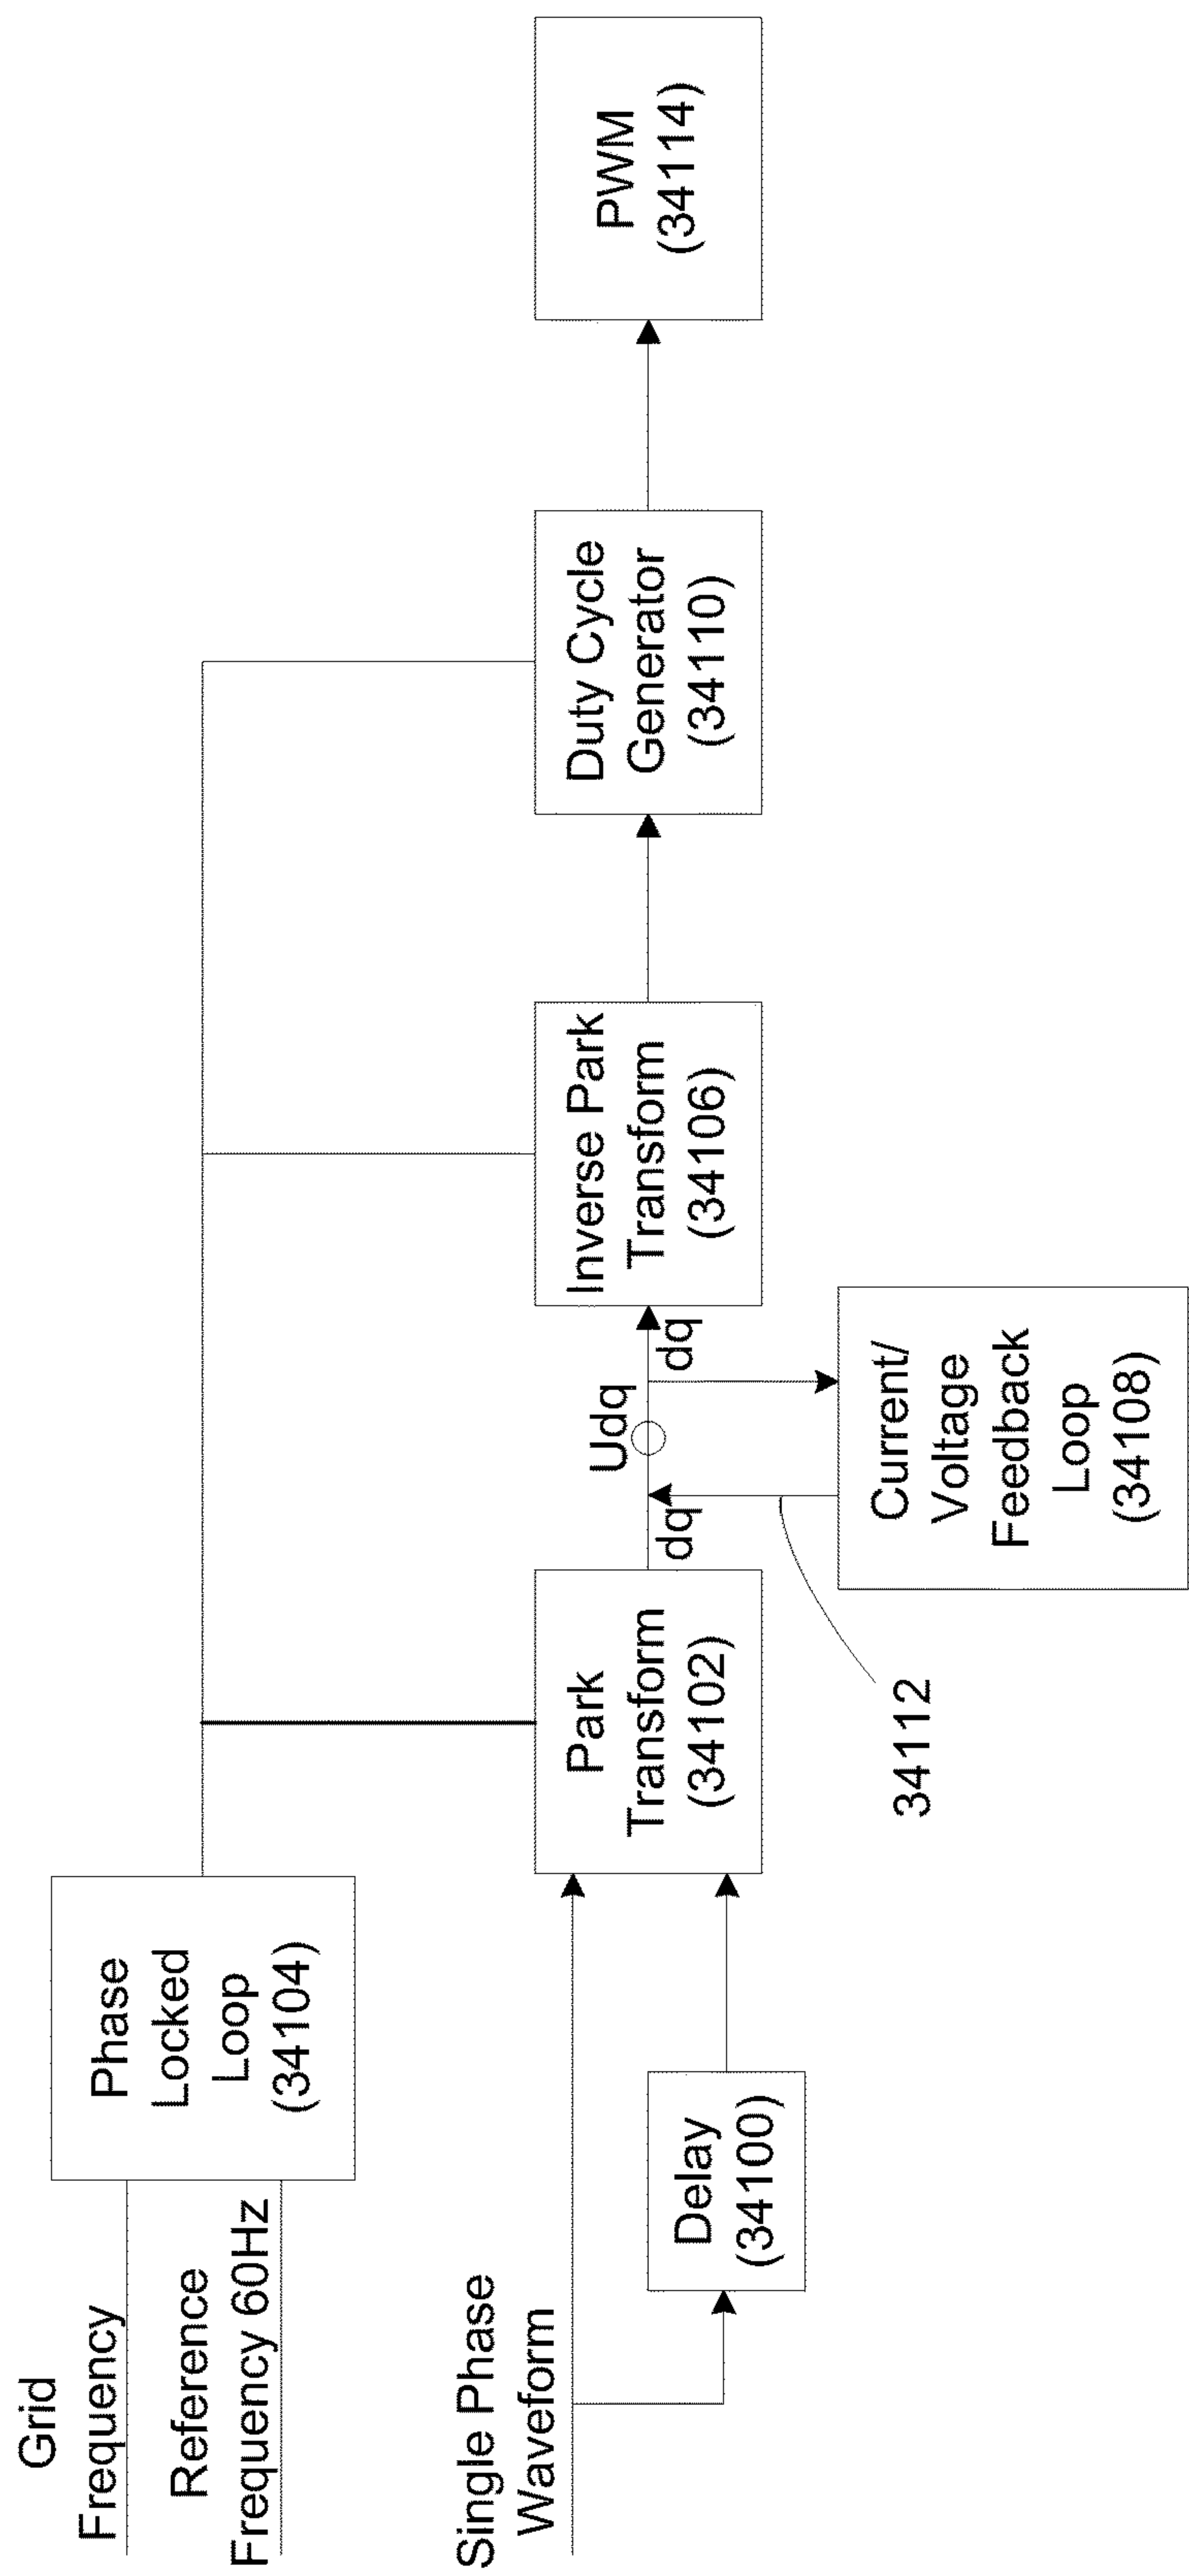 Grid
Frequency
Reference
Frequency 60Hz
Phase
Locked
Loop
(34104)
Single Phase
Waveform
Delay
(34100)
Park
Transform
(34102)
dq
Udq
dq
34112
Current/
Voltage
Feedback
Loop
(34108)
Inverse Park
Transform
(34106)
Duty Cycle
Generator
(34110)
PWM
(34114)